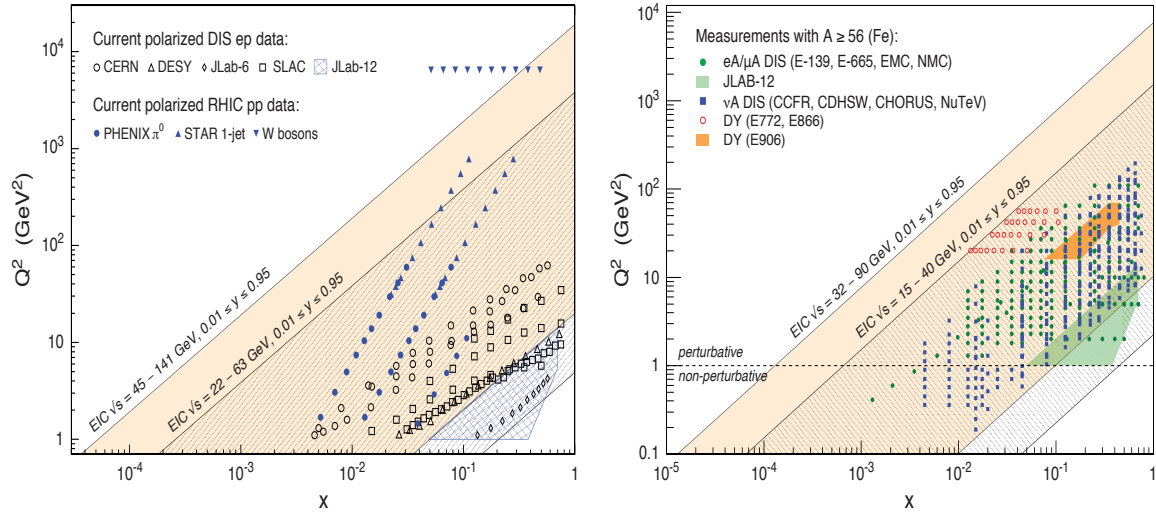 Current polarized DIS ep data:
CERN DESY JLab-6 SLAC JLab-12
Current polarized RHIC pp data:
PHENIX π⁰ STAR 1-jet W bosons
Q² (GeV²)
10⁴
10³
10²
10
1
EIC √s = 45 – 141 GeV, 0.01 ≤ y ≤ 0.95
EIC √s = 22 – 63 GeV, 0.01 ≤ y ≤ 0.95
10⁻⁴ 10⁻³ 10⁻² 10⁻¹ 1
x
Measurements with A ≥ 56 (Fe):
eA/μA DIS (E-139, E-665, EMC, NMC)
JLAB-12
νA DIS (CCFR, CDHSW, CHORUS, NuTeV)
DY (E772, E866)
DY (E906)
Q² (GeV²)
10⁴
10³
10²
10
1
0.1
EIC √s = 32 – 90 GeV, 0.01 ≤ y ≤ 0.95
EIC √s = 15 – 40 GeV, 0.01 ≤ y ≤ 0.95
perturbative
non-perturbative
10⁻⁵ 10⁻⁴ 10⁻³ 10⁻² 10⁻¹ 1
x